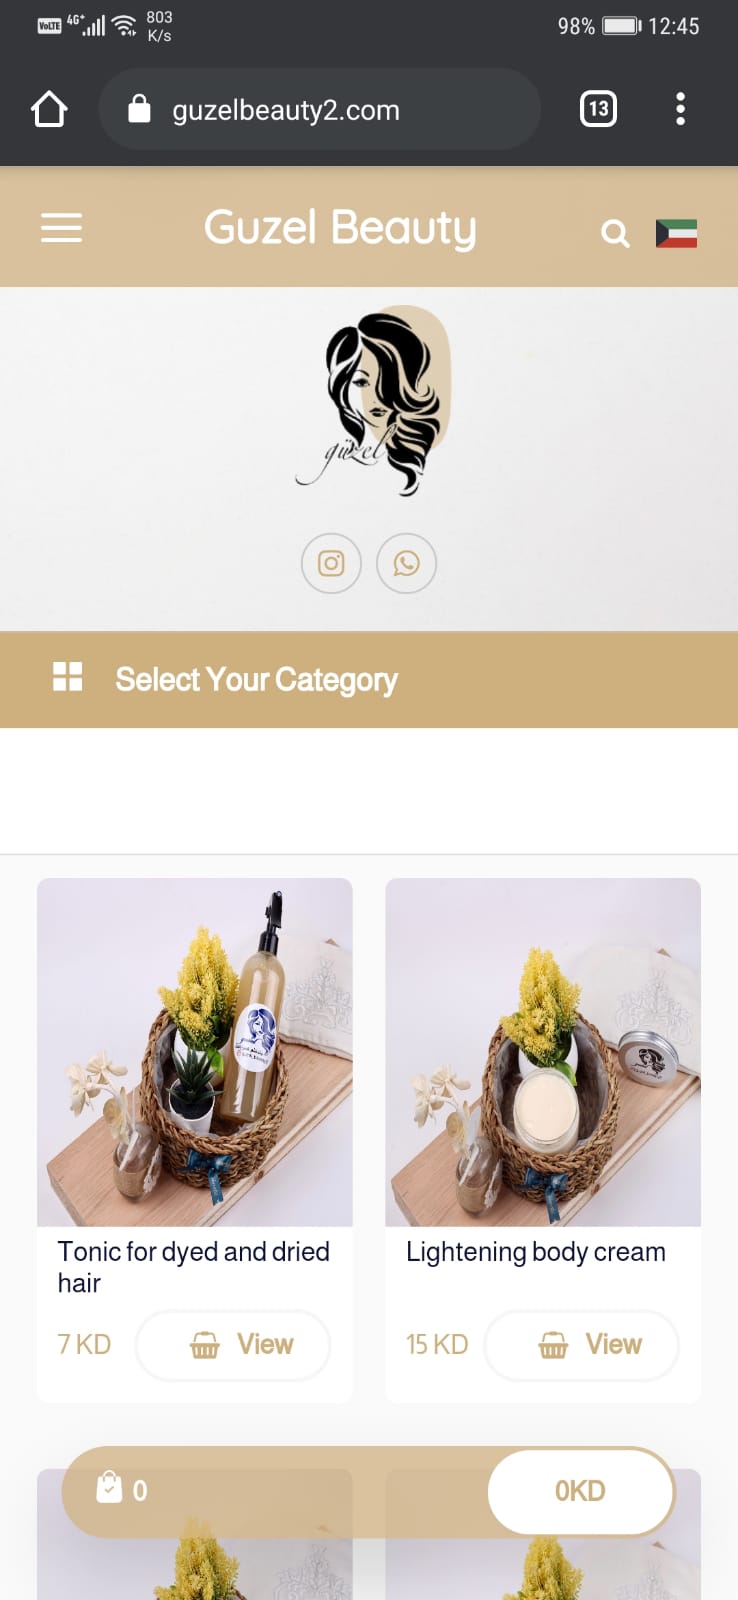 VoLTE 4G+ 803 K/s 98% 12:45
guzelbeauty2.com 13
Guzel Beauty
güzel
Select Your Category
Tonic for dyed and dried
hair
7 KD View
Lightening body cream
15 KD View
0 0KD